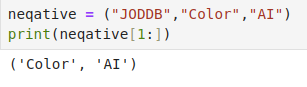 neqative = ("JODDB","Color","AI")
print(neqative[1:])
('Color', 'AI')